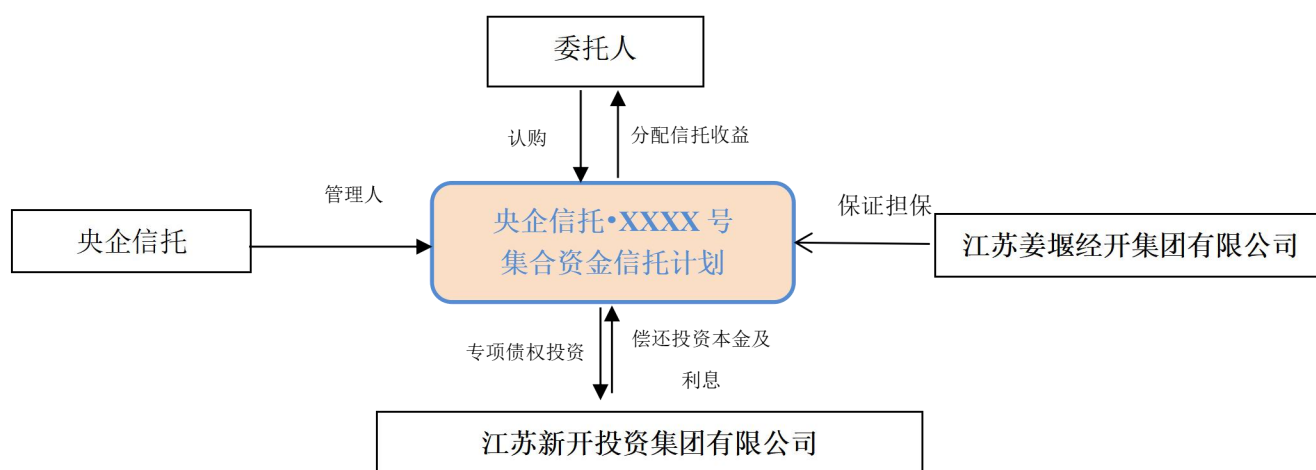 委托人
认购
分配信托收益
管理人
央企信托
央企信托•XXXX 号
集合资金信托计划
保证担保
江苏姜堰经开集团有限公司
专项债权投资
偿还投资本金及
利息
江苏新开投资集团有限公司